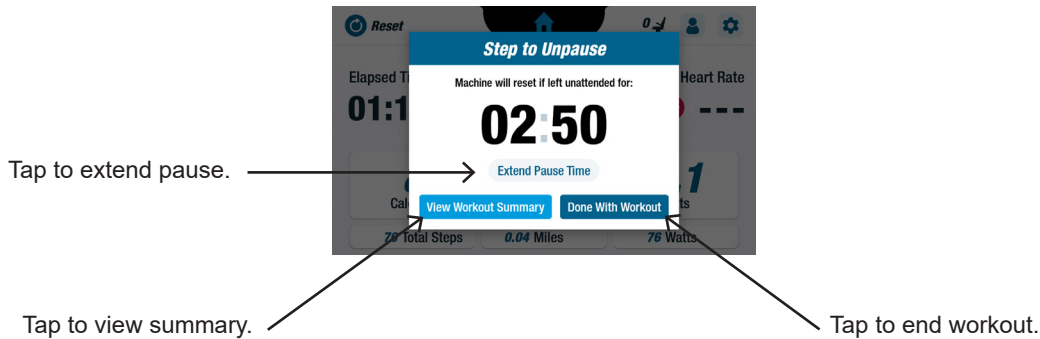 Reset
0
Step to Unpause
Elapsed Ti
Heart Rate
Machine will reset if left unattended for:
01:1
02:50
---
Tap to extend pause.
Extend Pause Time
1
Cal
ts
View Workout Summary
Done With Workout
Total Steps
0.04 Miles
76 Watts
Tap to view summary.
Tap to end workout.